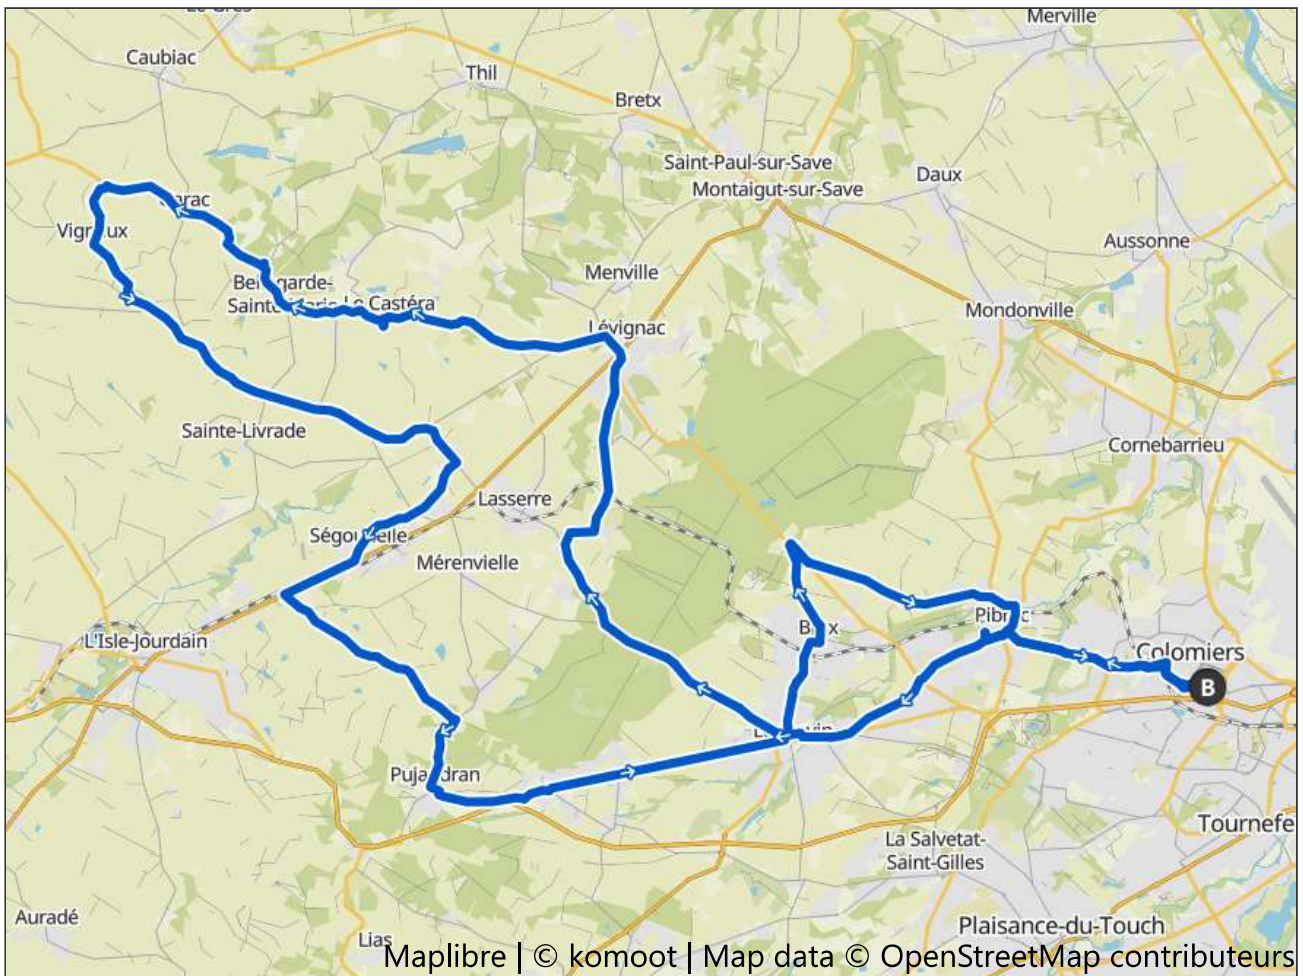 Merville
Caubiac
Thil
Bretx
Saint-Paul-sur-Save
Montaigut-sur-Save
Daux
Aussonne
Menville
Le Castéra
Mondonville
Lévignac
Sainte-Livrade
Cornebarrieu
Lasserre
Mérenvielle
L'Isle-Jourdain
Colomiers
B
Tournefe
La Salvetat-
Saint-Gilles
Auradé
Plaisance-du-Touch
Lias
Maplibre | © komoot | Map data © OpenStreetMap contributeurs